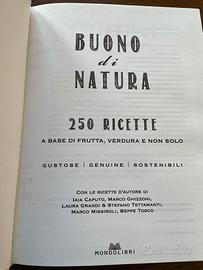 BUONO
di
NATURA
250 RICETTE
A BASE DI FRUTTA, VERDURA E NON SOLO
GUSTOSE | GENUINE | SOSTENIBILI
CON LE RICETTE D'AUTORE DI
IAIA CAPUTO, MARCO GHIZZONI,
LAURA GRANDI & STEFANO TETTAMANTI,
MARCO MISSIROLI, BEPPE TOSCO
MONDOLIBRI
subito